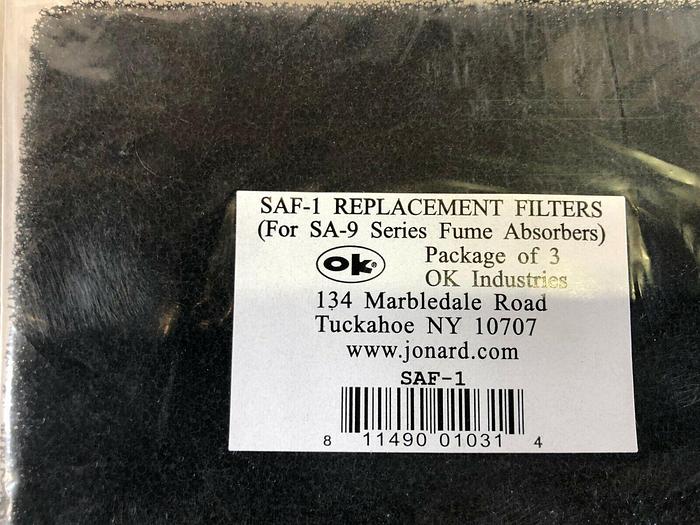 SAF-1 REPLACEMENT FILTERS
(For SA-9 Series Fume Absorbers)
ok® Package of 3
OK Industries
134 Marbledale Road
Tuckahoe NY 10707
www.jonard.com
SAF-1
8 11490 01031 4